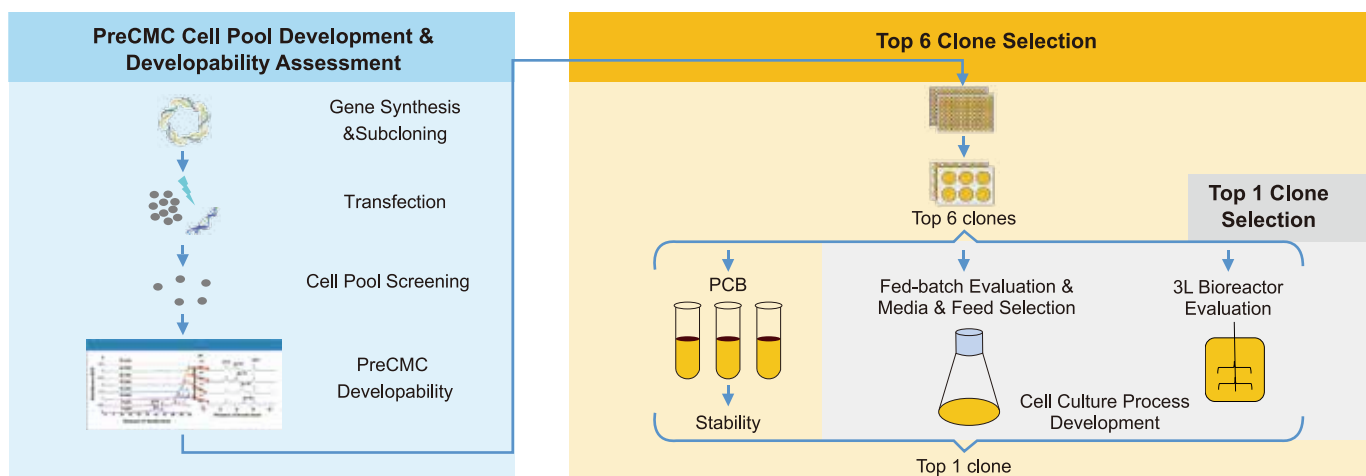 PreCMC Cell Pool Development &
Developability Assessment
Gene Synthesis
&Subcloning
Transfection
Cell Pool Screening
PreCMC
Developability
Top 6 Clone Selection
Top 6 clones
Top 1 Clone
Selection
PCB
Stability
Fed-batch Evaluation &
Media & Feed Selection
3L Bioreactor
Evaluation
Cell Culture Process
Development
Top 1 clone